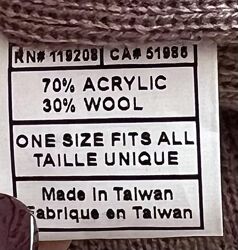 RN# 119208 CA# 51986
70% ACRYLIC
30% WOOL
ONE SIZE FITS ALL
TAILLE UNIQUE
Made in Taiwan
Fabrique en Taiwan